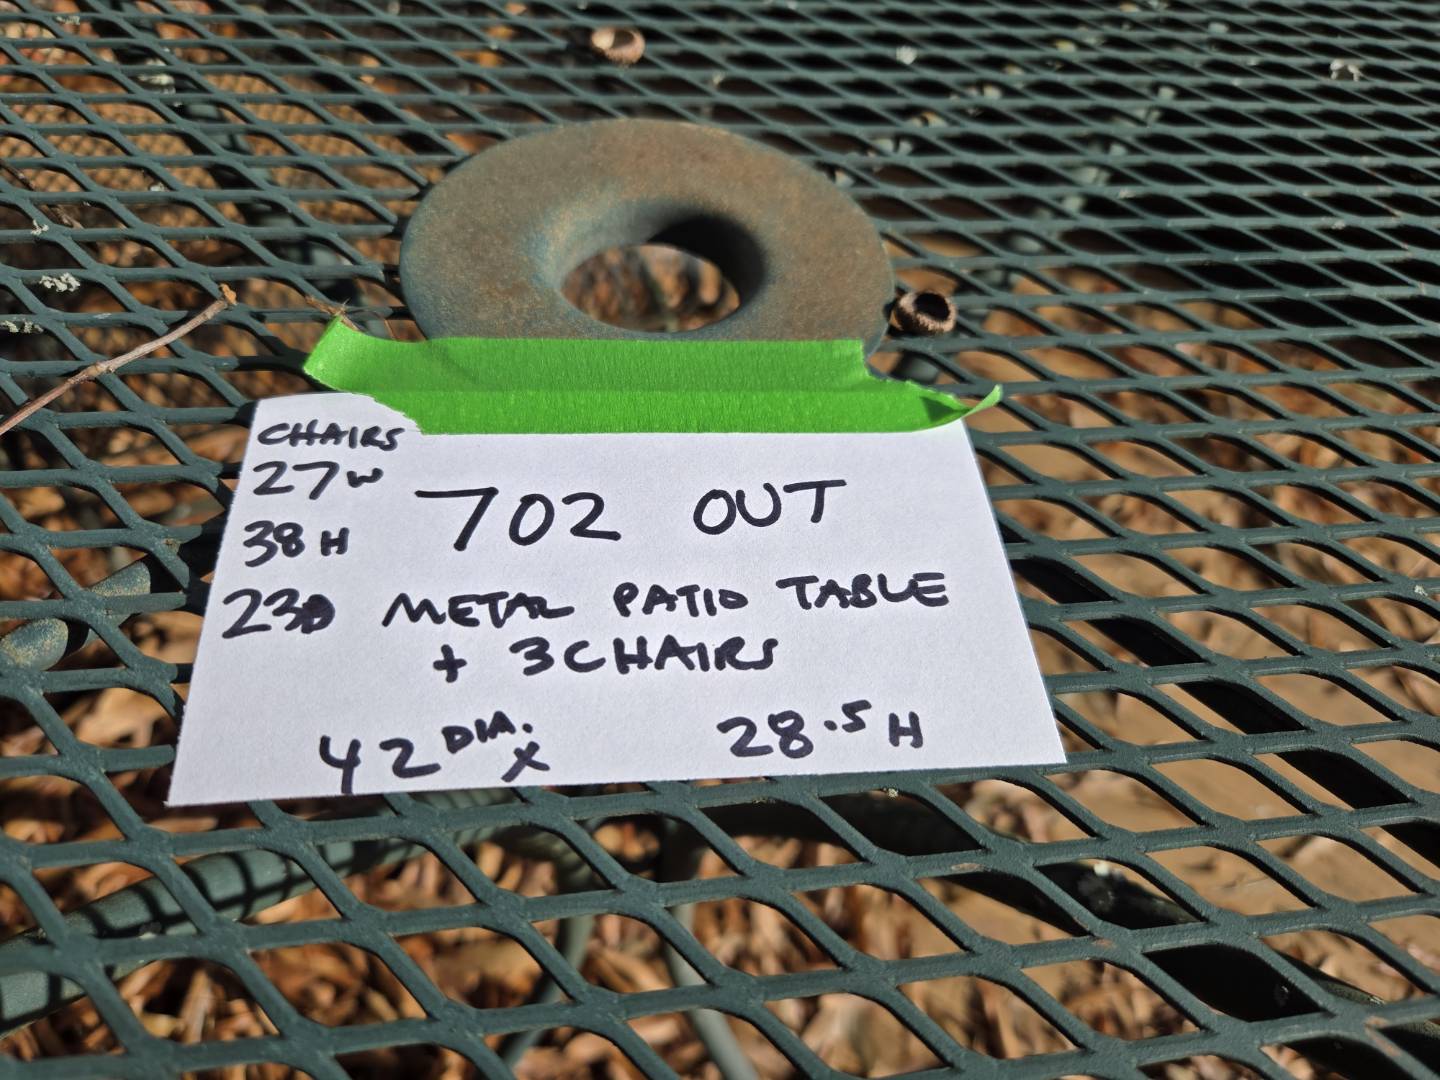 CHAIRS
27W
38H
23D
702 OUT
METAL PATIO TABLE
+ 3 CHAIRS
42 DIA. X 28.5 H